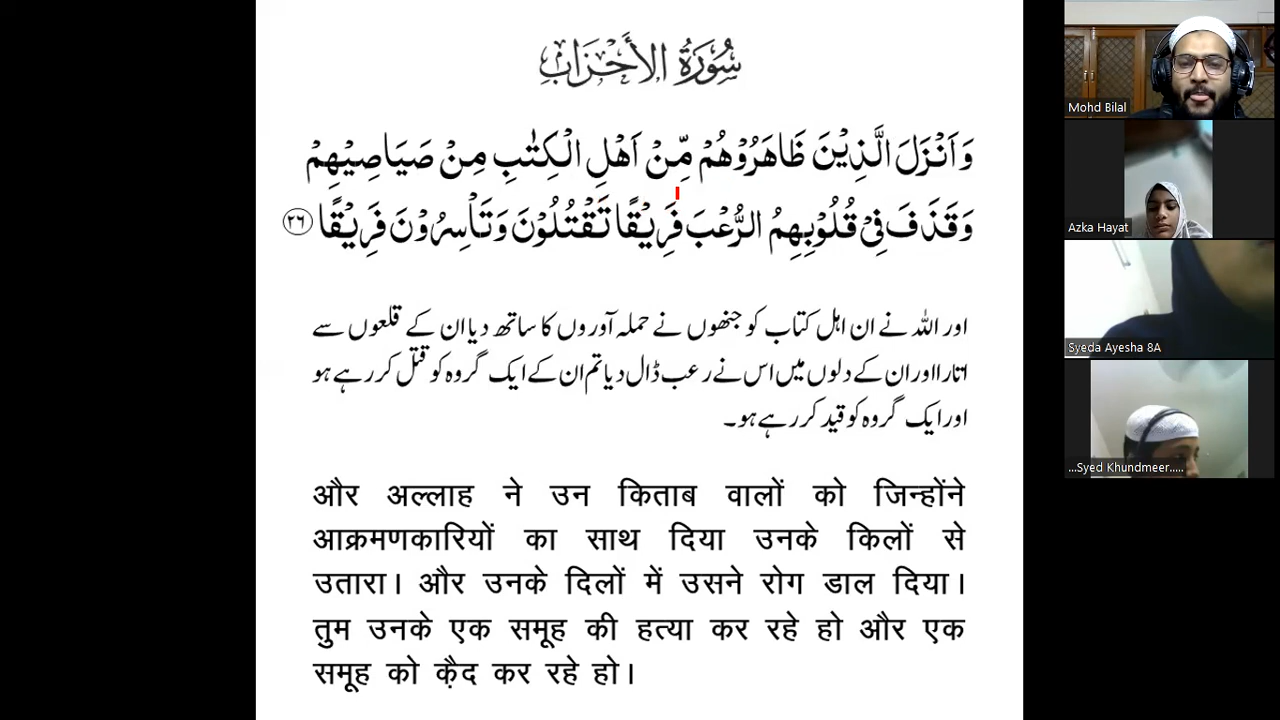 سُوْرَةُ الأَحْزَابِ
وَاَنْزَلَ الَّذِيْنَ ظَاهَرُوْهُمْ مِّنْ اَهْلِ الْكِتٰبِ مِنْ صَيَاصِيْهِمْ
وَقَذَفَ فِيْ قُلُوْبِهِمُ الرُّعْبَ فَرِيْقًا تَقْتُلُوْنَ وَتَاْسِرُوْنَ فَرِيْقًا ٢٦
اور اللہ نے ان اہل کتاب کو جنھوں نے حملہ آوروں کا ساتھ دیا ان کے قلعوں سے
اتارا اور ان کے دلوں میں اس نے رعب ڈال دیا تم ان کے ایک گروہ کو قتل کر رہے ہو
اور ایک گروہ کو قید کر رہے ہو۔
और अल्लाह ने उन किताब वालों को जिन्होंने
आक्रमणकारियों का साथ दिया उनके किलों से
उतारा। और उनके दिलों में उसने रोग डाल दिया।
तुम उनके एक समूह की हत्या कर रहे हो और एक
समूह को क़ैद कर रहे हो।
Mohd Bilal
Azka Hayat
Syeda Ayesha 8A
...Syed Khundmeer.....